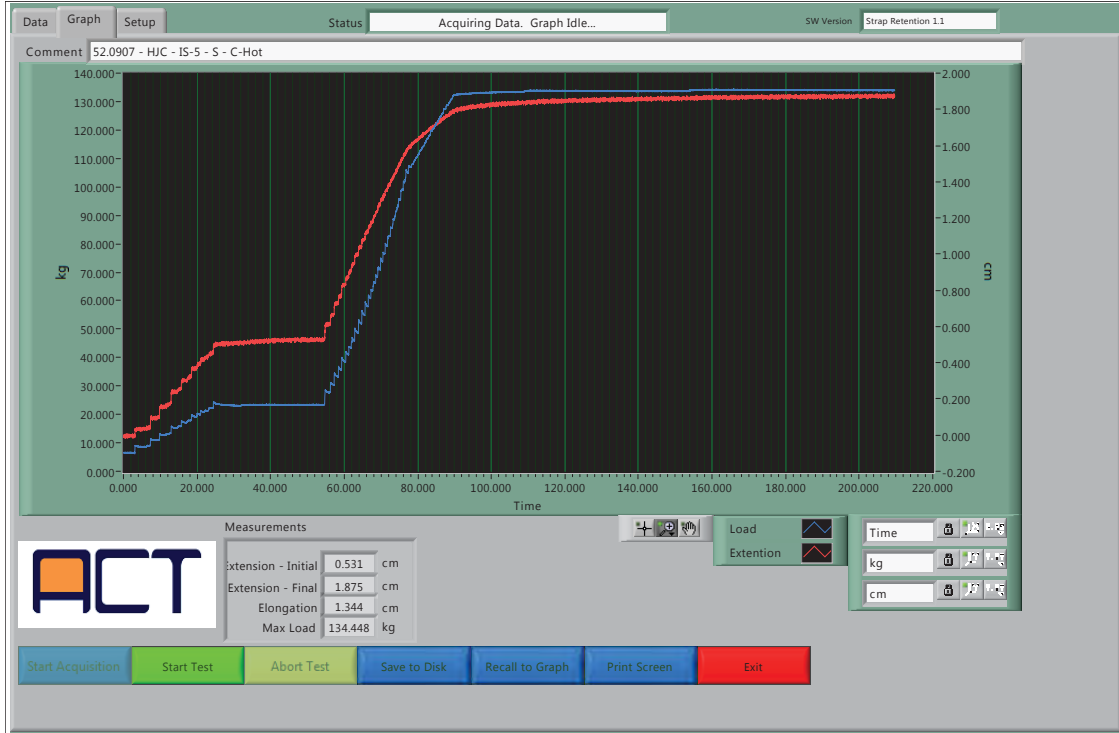 Data Graph Setup Status Acquiring Data. Graph Idle... SW Version Strap Retention 1.1
Comment 52.0907 - HJC - IS-5 - S - C-Hot
140.000
130.000
120.000
110.000
100.000
90.000
80.000
70.000
60.000
50.000
40.000
30.000
20.000
10.000
0.000
kg
2.000
1.800
1.600
1.400
1.200
1.000
0.800
0.600
0.400
0.200
0.000
-0.200
cm
0.000 20.000 40.000 60.000 80.000 100.000 120.000 140.000 160.000 180.000 200.000 220.000
Time
Measurements
Extension - Initial 0.531 cm
Extension - Final 1.875 cm
Elongation 1.344 cm
Max Load 134.448 kg
Load
Extention
Time
kg
cm
ACT
Start Acquisition Start Test Abort Test Save to Disk Recall to Graph Print Screen Exit